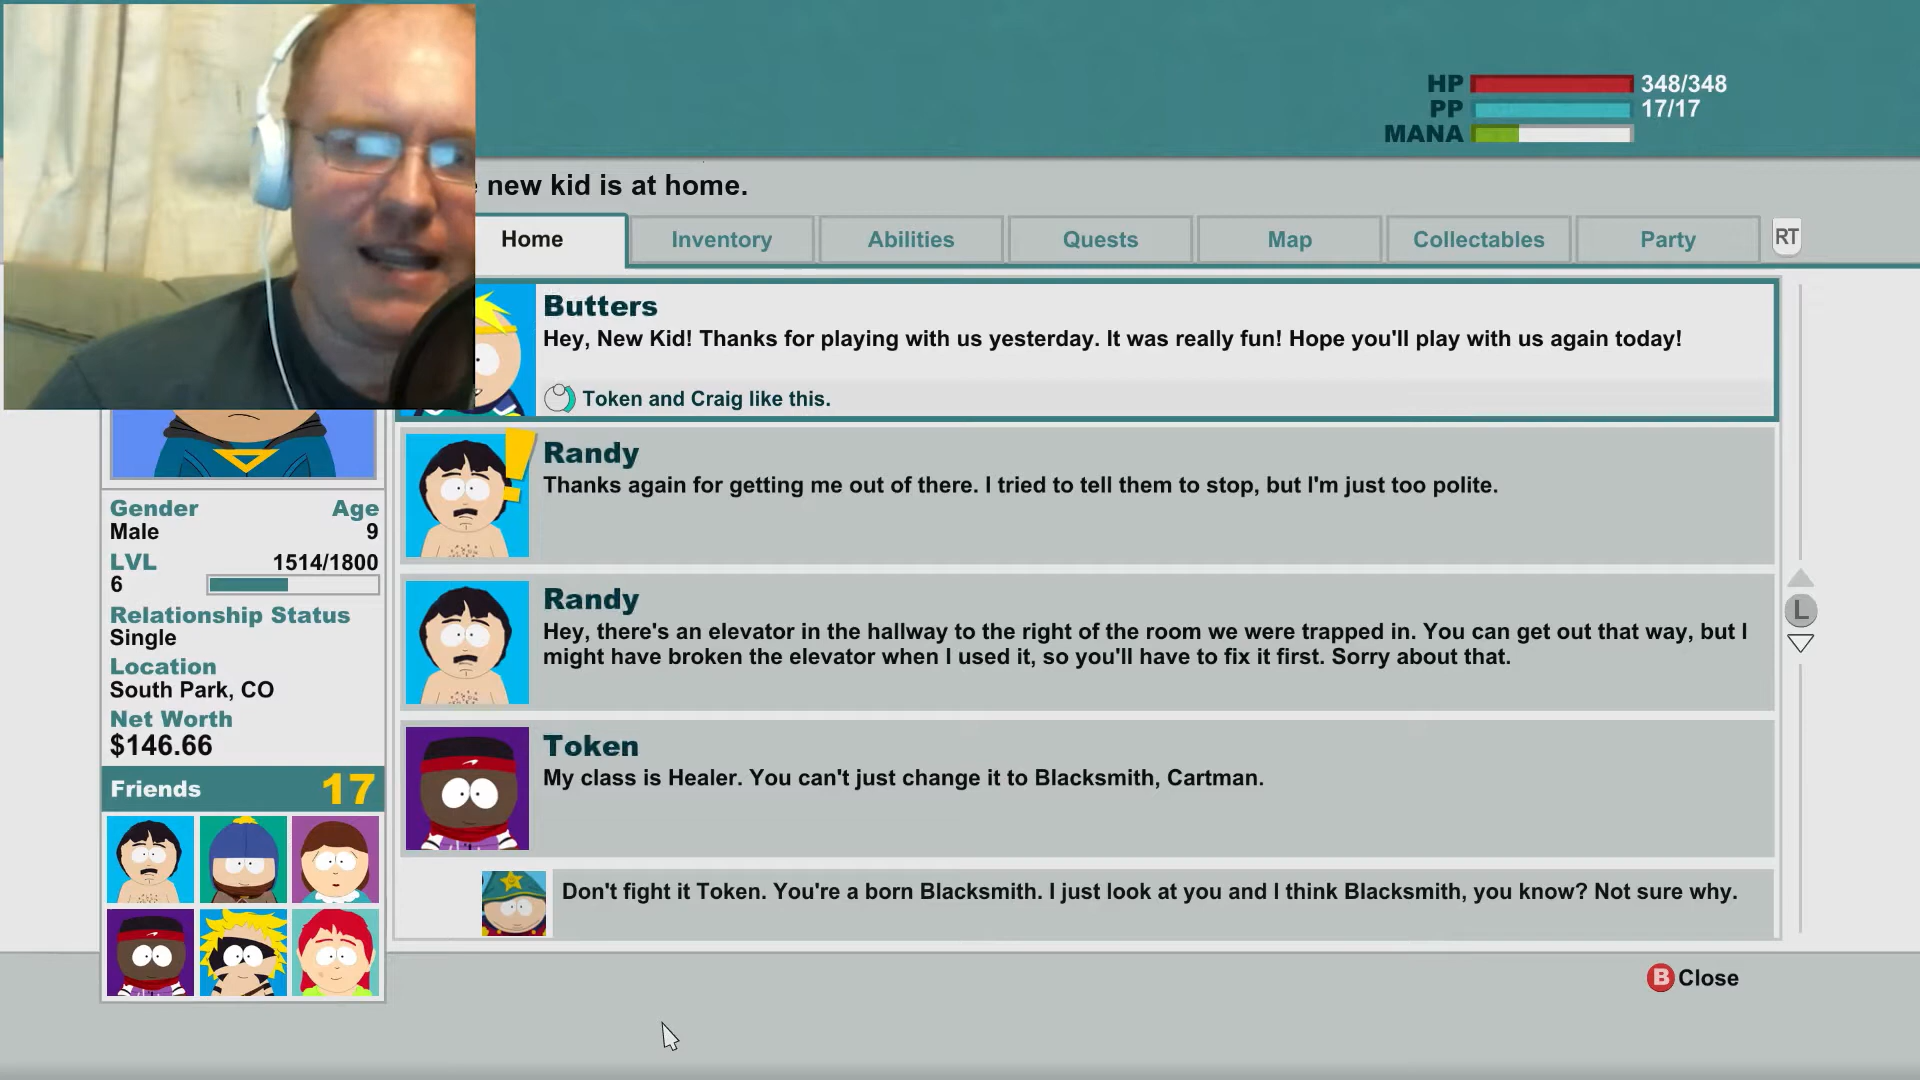 HP 348/348
PP 17/17
MANA
new kid is at home.
Home Inventory Abilities Quests Map Collectables Party RT
Butters
Hey, New Kid! Thanks for playing with us yesterday. It was really fun! Hope you'll play with us again today!
Token and Craig like this.
Randy
Thanks again for getting me out of there. I tried to tell them to stop, but I'm just too polite.
Randy
Hey, there's an elevator in the hallway to the right of the room we were trapped in. You can get out that way, but I
might have broken the elevator when I used it, so you'll have to fix it first. Sorry about that.
Token
My class is Healer. You can't just change it to Blacksmith, Cartman.
Don't fight it Token. You're a born Blacksmith. I just look at you and I think Blacksmith, you know? Not sure why.
Gender Age
Male 9
LVL 1514/1800
6
Relationship Status
Single
Location
South Park, CO
Net Worth
$146.66
Friends 17
L
B Close